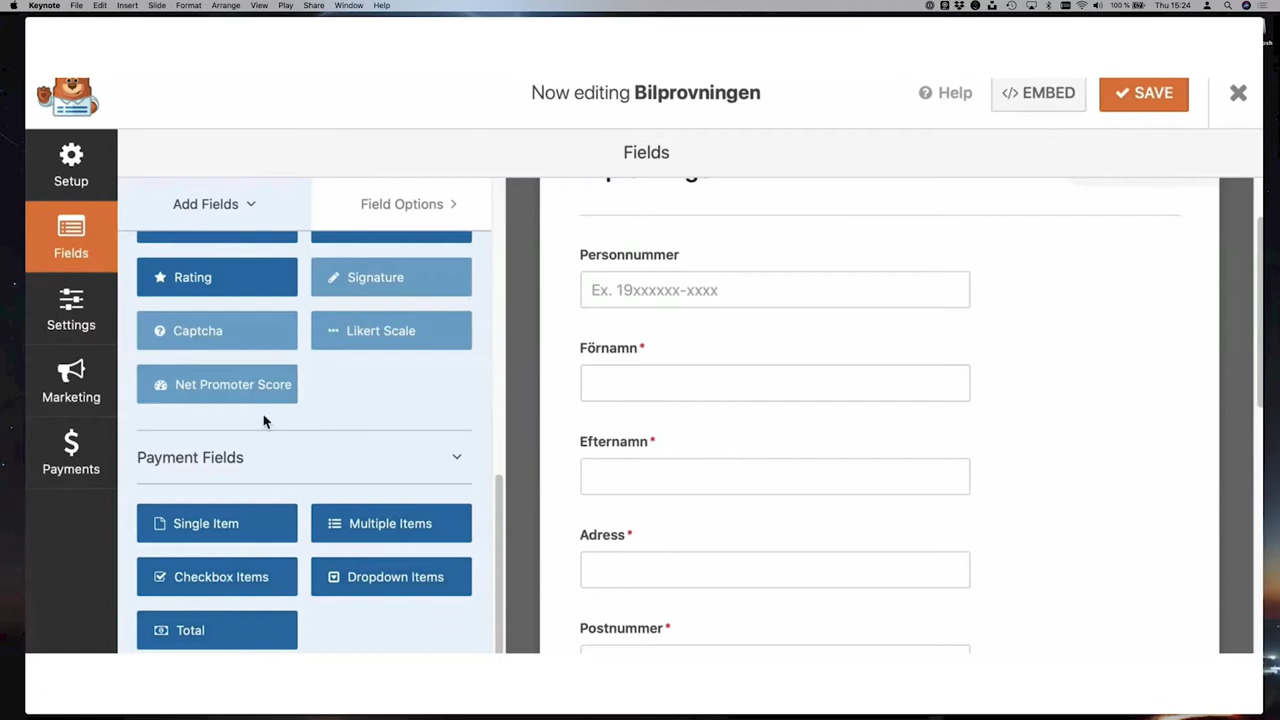 Keynote File Edit Insert Slide Format Arrange View Play Share Window Help 100 % Thu 15:24
Now editing Bilprovningen
Help
</> EMBED
SAVE
Fields
Setup
Fields
Settings
Marketing
Payments
Add Fields
Field Options
Rating
Signature
Captcha
Likert Scale
Net Promoter Score
Payment Fields
Single Item
Multiple Items
Checkbox Items
Dropdown Items
Total
Personnummer
Ex. 19xxxxxx-xxxx
Förnamn *
Efternamn *
Adress *
Postnummer *